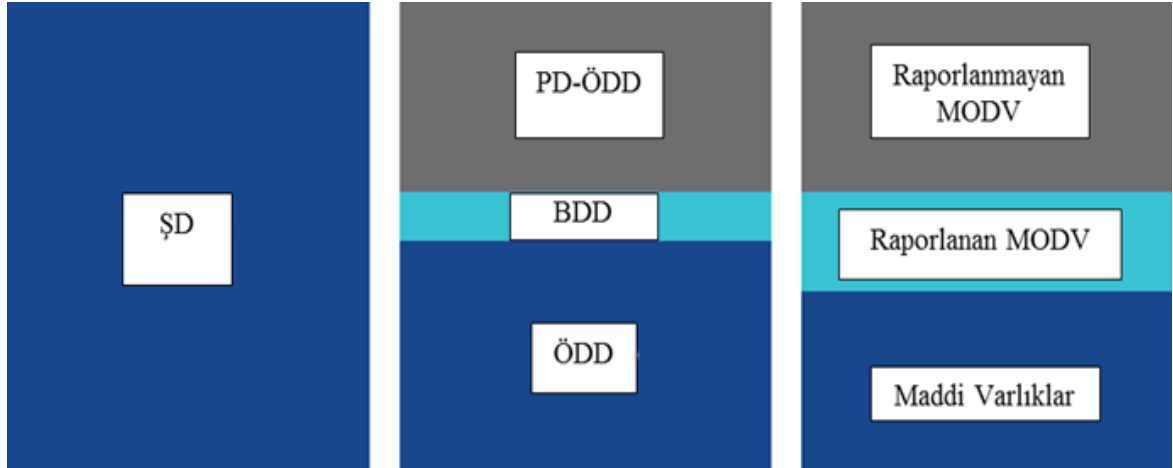 ŞD
PD-ÖDD
BDD
ÖDD
Raporlanmayan
MODV
Raporlanan MODV
Maddi Varlıklar